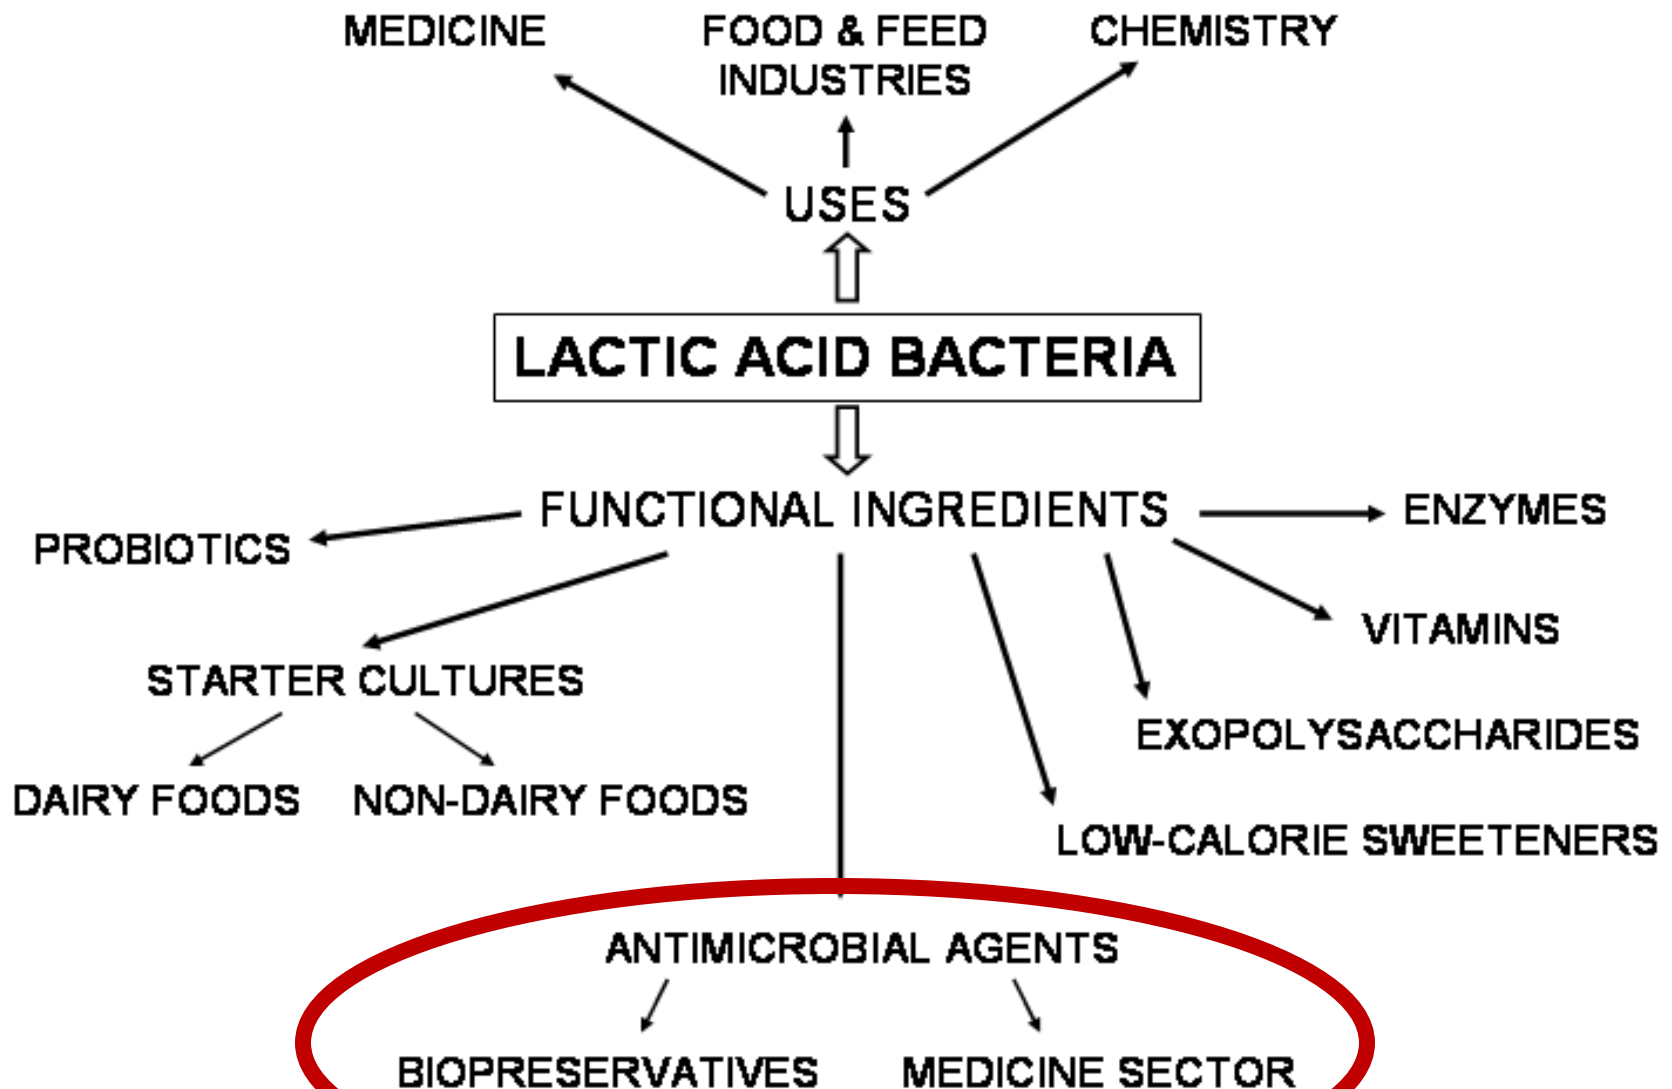 MEDICINE
FOOD & FEED
INDUSTRIES
CHEMISTRY
USES
LACTIC ACID BACTERIA
FUNCTIONAL INGREDIENTS
ENZYMES
PROBIOTICS
VITAMINS
STARTER CULTURES
EXOPOLYSACCHARIDES
DAIRY FOODS
NON-DAIRY FOODS
LOW-CALORIE SWEETENERS
ANTIMICROBIAL AGENTS
BIOPRESERVATIVES
MEDICINE SECTOR